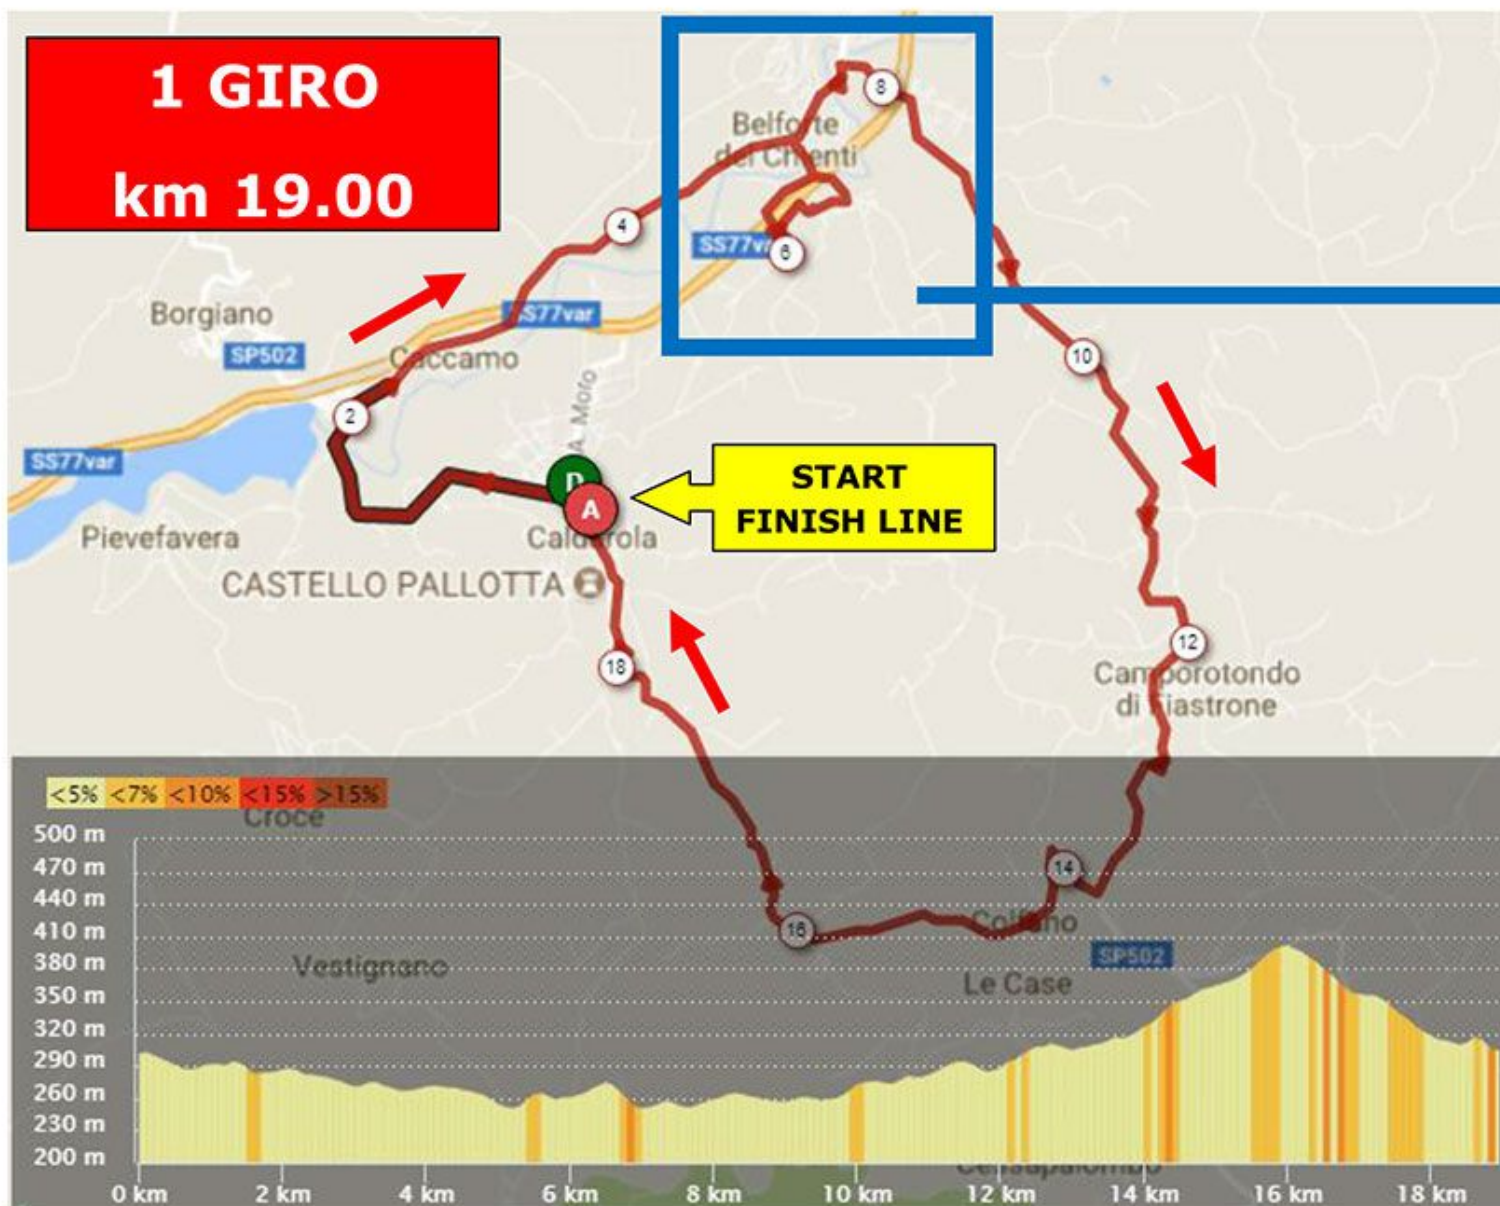 1 GIRO
km 19.00
8
Belforte
del Chienti
4
SS77var
6
Borgiano
SS77var
SP502
Caccamo
10
A. Mofo
2
SS77var
START
FINISH LINE
D
A
Pievefavera
Caldarola
CASTELLO PALLOTTA
12
18
Camporotondo
di Fiastrone
<5% <7% <10% <15% >15%
Croce
500 m
470 m
14
440 m
16
Colfano
410 m
SP502
Vestignano
380 m
Le Case
350 m
320 m
290 m
260 m
230 m
200 m
Cessapalombo
0 km 2 km 4 km 6 km 8 km 10 km 12 km 14 km 16 km 18 km